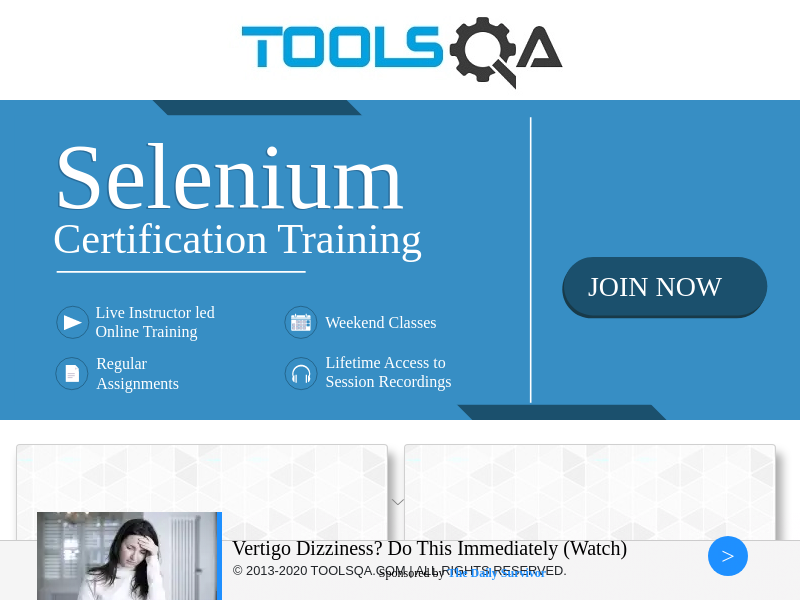 TOOLSQA
Selenium
Certification Training
JOIN NOW
Live Instructor led
Online Training
Weekend Classes
Regular
Assignments
Lifetime Access to
Session Recordings
Vertigo Dizziness? Do This Immediately (Watch)
>
© 2013-2020 TOOLSQA.COM | ALL RIGHTS RESERVED.
Sponsored by The Daily Survivor